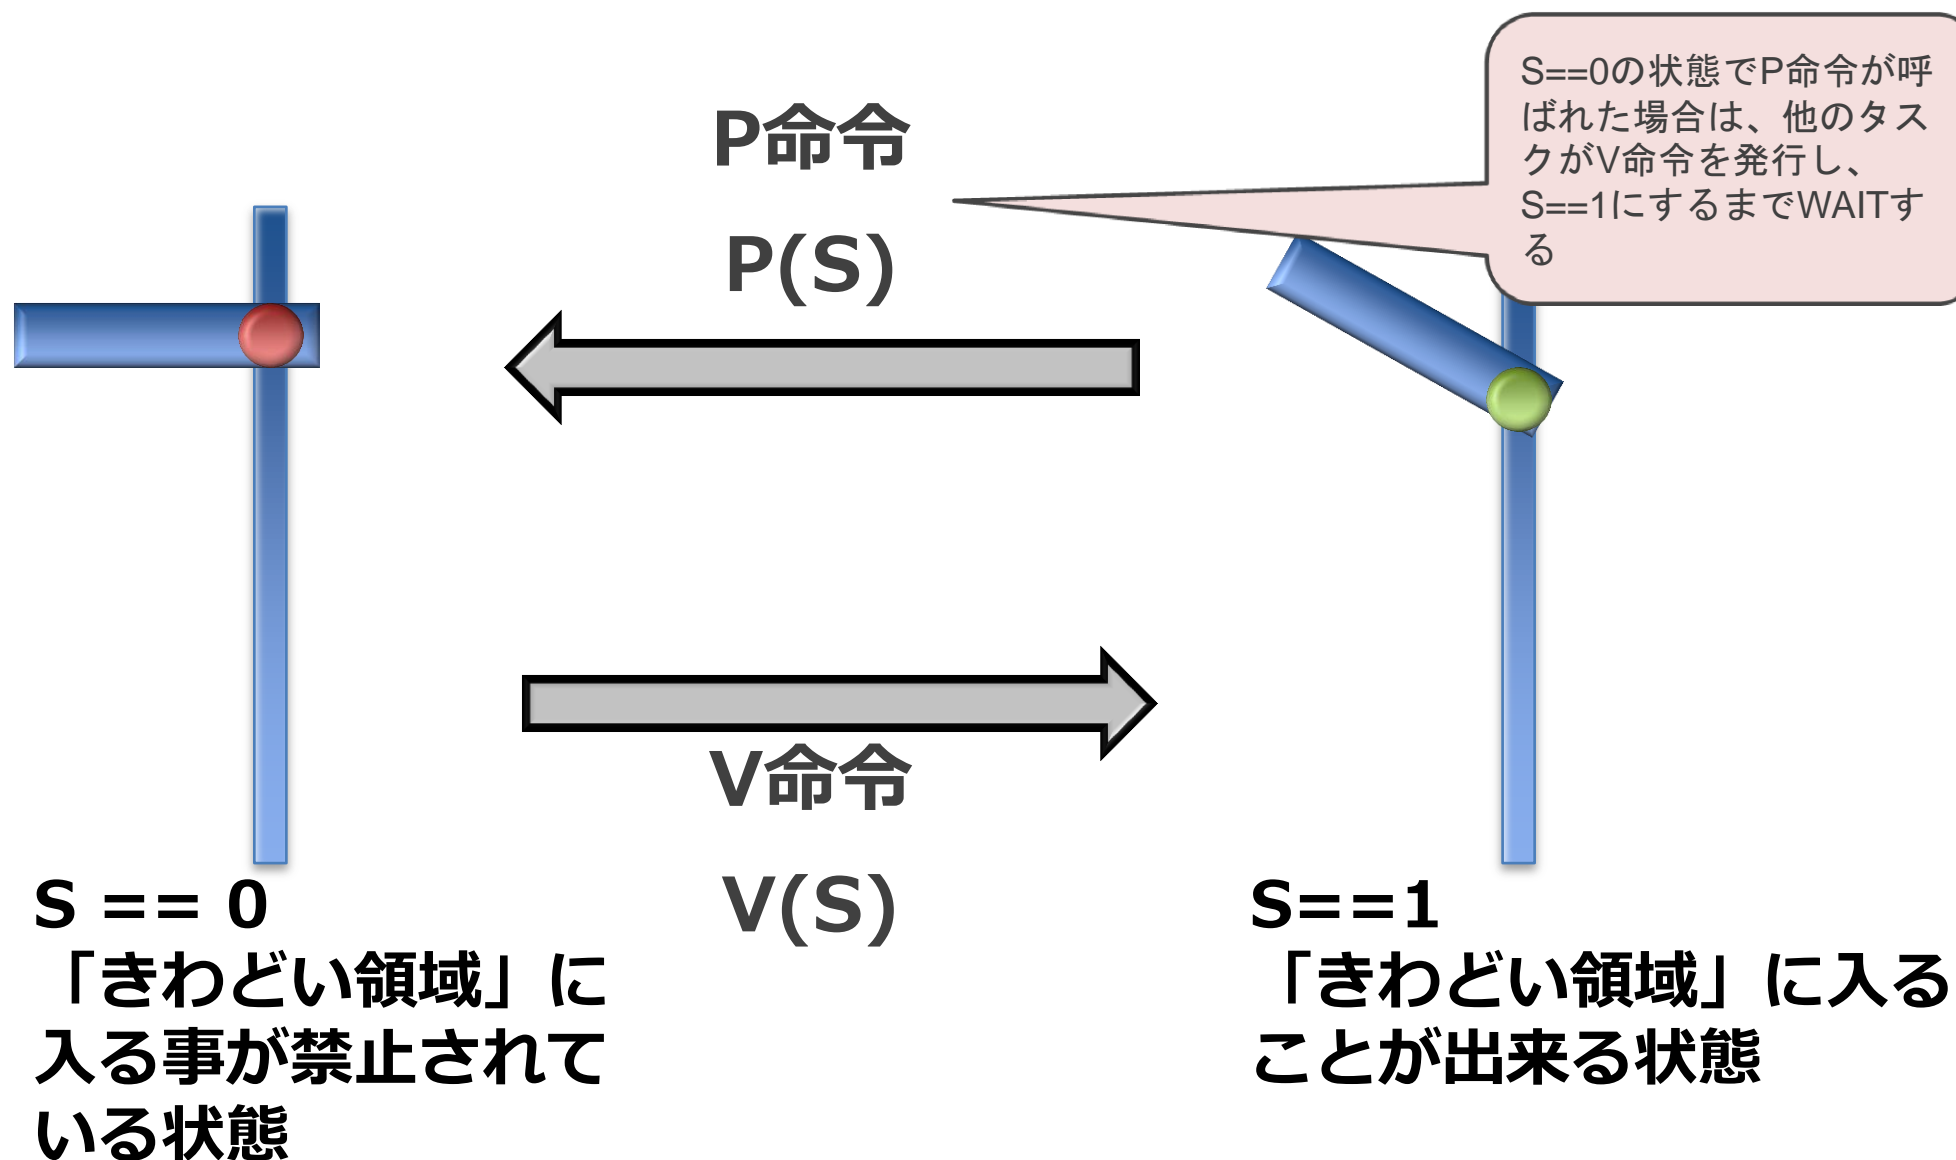 P命令
P(S)
S==0の状態でP命令が呼
ばれた場合は、他のタス
クがV命令を発行し、
S==1にするまでWAITす
る
V命令
V(S)
S == 0
「きわどい領域」に
入る事が禁止されて
いる状態
S==1
「きわどい領域」に入る
ことが出来る状態